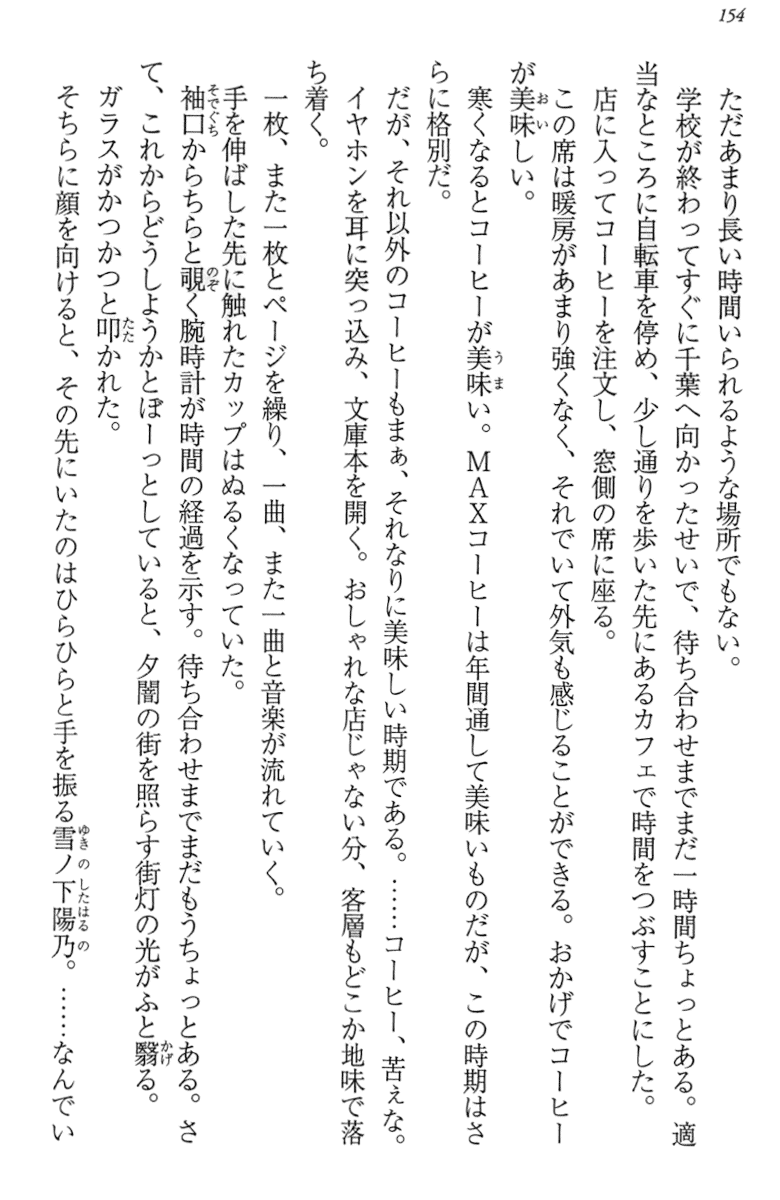 154
ただあまり長い時間いられるような場所でもない。
学校が終わってすぐに千葉へ向かったせいで、待ち合わせまでまだ一時間ちょっとある。適
当なところに自転車を停め、少し通りを歩いた先にあるカフェで時間をつぶすことにした。
店に入ってコーヒーを注文し、窓側の席に座る。
この席は暖房があまり強くなく、それでいて外気も感じることができる。おかげでコーヒー
が美味しい。
寒くなるとコーヒーが美味い。ＭＡＸコーヒーは年間通して美味いものだが、この時期はさ
らに格別だ。
だが、それ以外のコーヒーもまぁ、それなりに美味しい時期である。……コーヒー、苦ぇな。
イヤホンを耳に突っ込み、文庫本を開く。おしゃれな店じゃない分、客層もどこか地味で落
ち着く。
一枚、また一枚とページを繰り、一曲、また一曲と音楽が流れていく。
手を伸ばした先に触れたカップはぬるくなっていた。
袖口からちらと覗く腕時計が時間の経過を示す。待ち合わせまでまだもうちょっとある。さ
て、これからどうしようかとぼーっとしていると、夕闇の街を照らす街灯の光がふと翳る。
ガラスがかつかつと叩かれた。
そちらに顔を向けると、その先にいたのはひらひらと手を振る雪ノ下陽乃。……なんでい